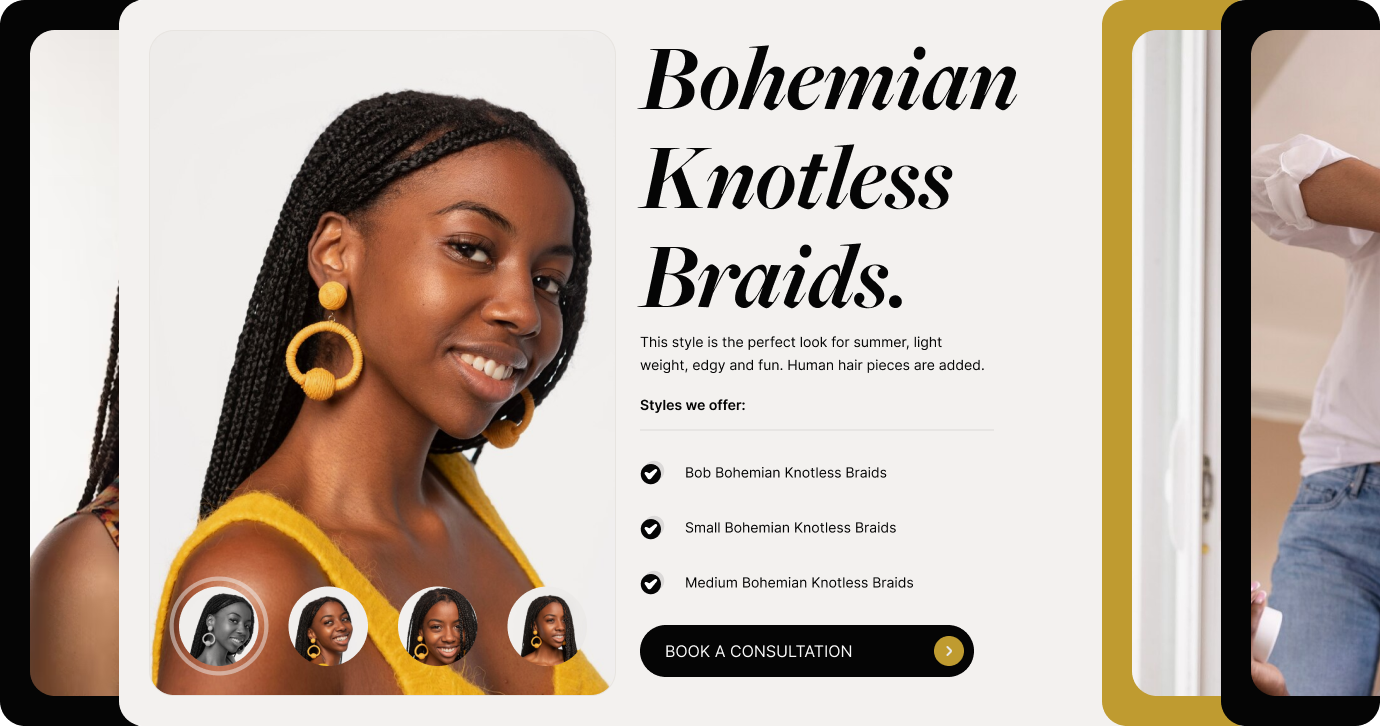 Bohemian
Knotless
Braids.
This style is the perfect look for summer, light
weight, edgy and fun. Human hair pieces are added.
Styles we offer:
Bob Bohemian Knotless Braids
Small Bohemian Knotless Braids
Medium Bohemian Knotless Braids
BOOK A CONSULTATION